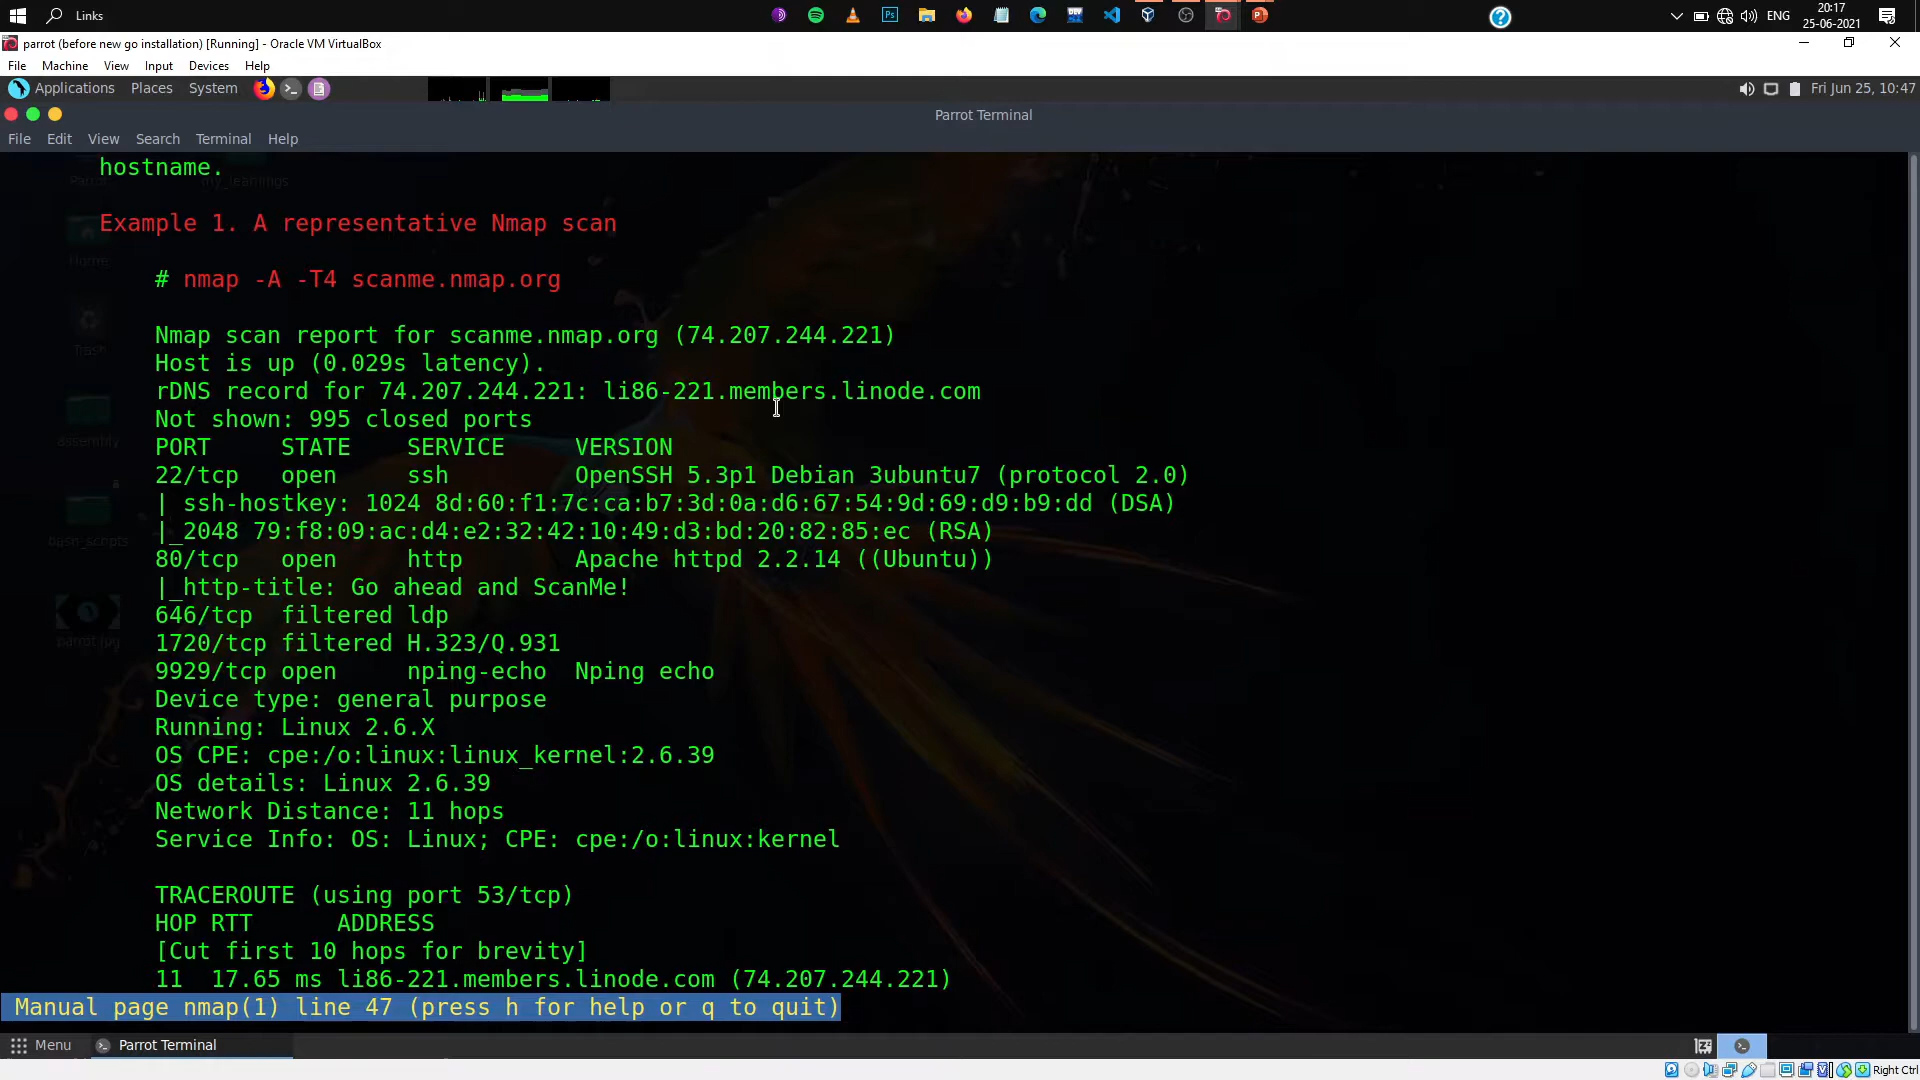 Links
ENG
20:17
25-06-2021
parrot (before new go installation) [Running] - Oracle VM VirtualBox
File Machine View Input Devices Help
Applications Places System
Fri Jun 25, 10:47
Parrot Terminal
File Edit View Search Terminal Help
hostname.
Example 1. A representative Nmap scan
# nmap -A -T4 scanme.nmap.org
Nmap scan report for scanme.nmap.org (74.207.244.221)
Host is up (0.029s latency).
rDNS record for 74.207.244.221: li86-221.members.linode.com
Not shown: 995 closed ports
PORT STATE SERVICE VERSION
22/tcp open ssh OpenSSH 5.3p1 Debian 3ubuntu7 (protocol 2.0)
| ssh-hostkey: 1024 8d:60:f1:7c:ca:b7:3d:0a:d6:67:54:9d:69:d9:b9:dd (DSA)
|_2048 79:f8:09:ac:d4:e2:32:42:10:49:d3:bd:20:82:85:ec (RSA)
80/tcp open http Apache httpd 2.2.14 ((Ubuntu))
|_http-title: Go ahead and ScanMe!
646/tcp filtered ldp
1720/tcp filtered H.323/Q.931
9929/tcp open nping-echo Nping echo
Device type: general purpose
Running: Linux 2.6.X
OS CPE: cpe:/o:linux:linux_kernel:2.6.39
OS details: Linux 2.6.39
Network Distance: 11 hops
Service Info: OS: Linux; CPE: cpe:/o:linux:kernel
TRACEROUTE (using port 53/tcp)
HOP RTT ADDRESS
[Cut first 10 hops for brevity]
11 17.65 ms li86-221.members.linode.com (74.207.244.221)
Manual page nmap(1) line 47 (press h for help or q to quit)
my_learnings
Home
Trash
assembly
bash_scripts
parrot.jpg
Menu Parrot Terminal
Right Ctrl